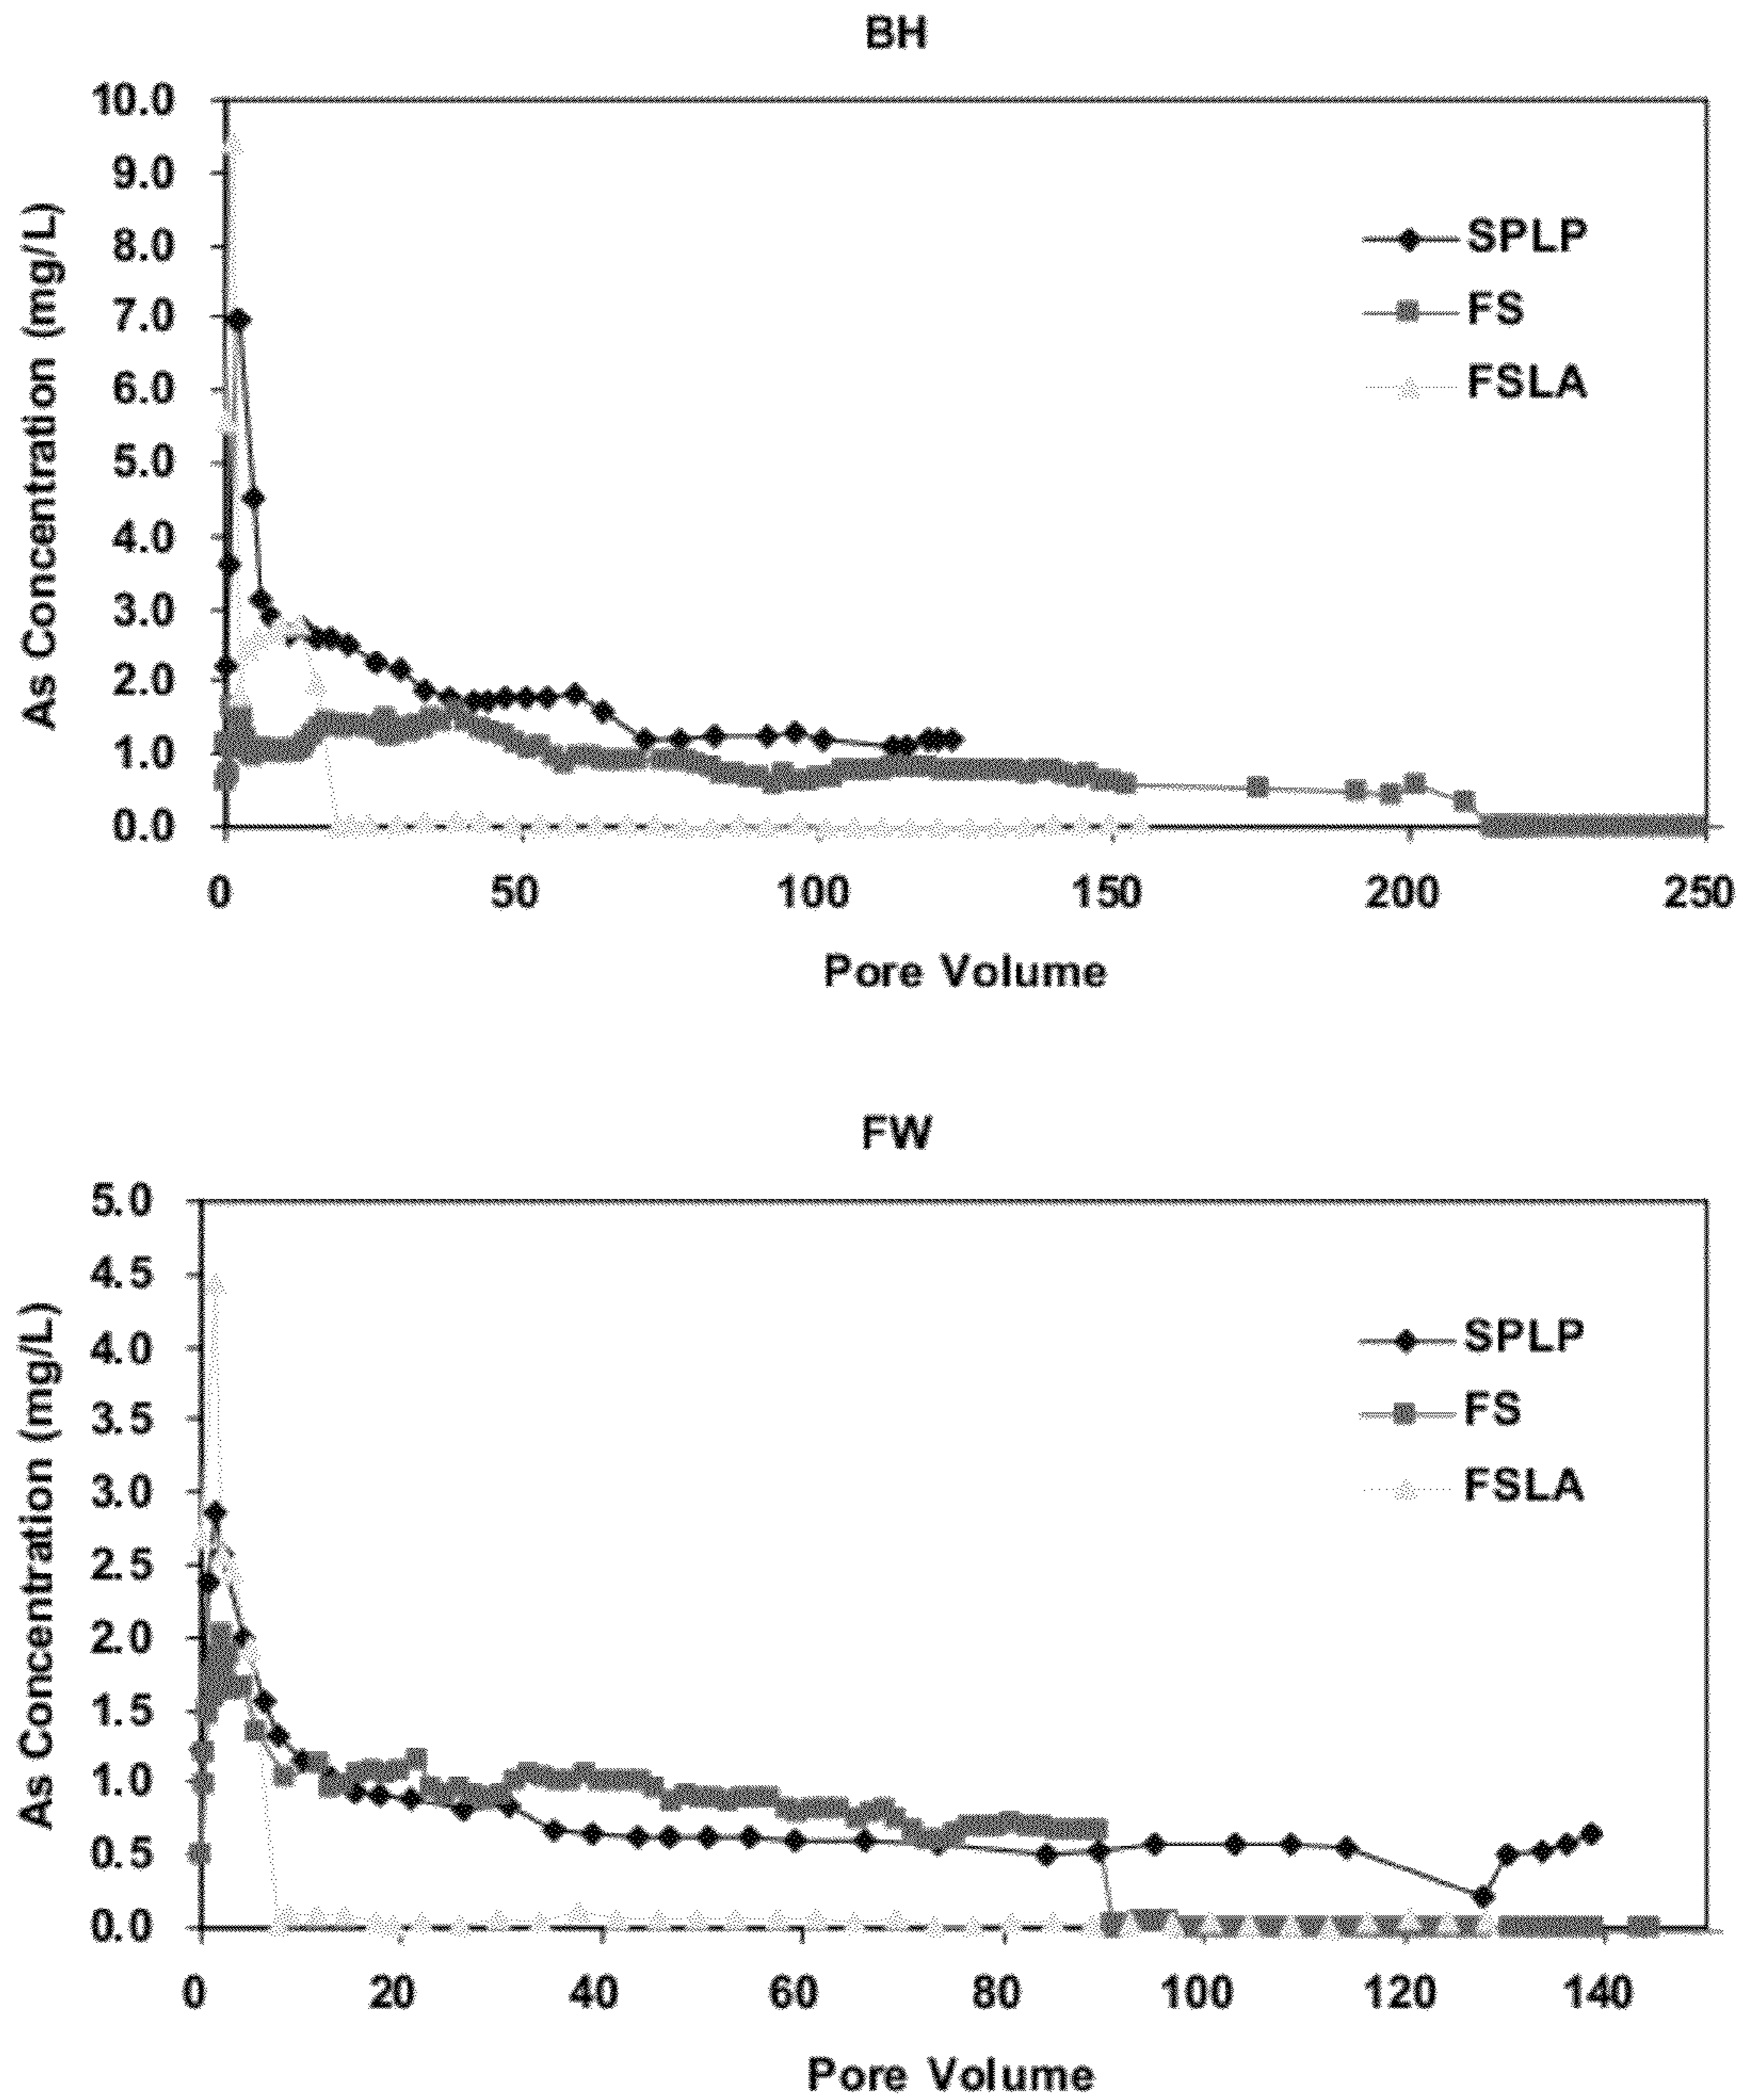 BH
10.0
9.0
8.0
7.0
6.0
5.0
4.0
3.0
2.0
1.0
0.0
As Concentration (mg/L)
SPLP
FS
FSLA
0 50 100 150 200 250
Pore Volume
FW
5.0
4.5
4.0
3.5
3.0
2.5
2.0
1.5
1.0
0.5
0.0
As Concentration (mg/L)
SPLP
FS
FSLA
0 20 40 60 80 100 120 140
Pore Volume